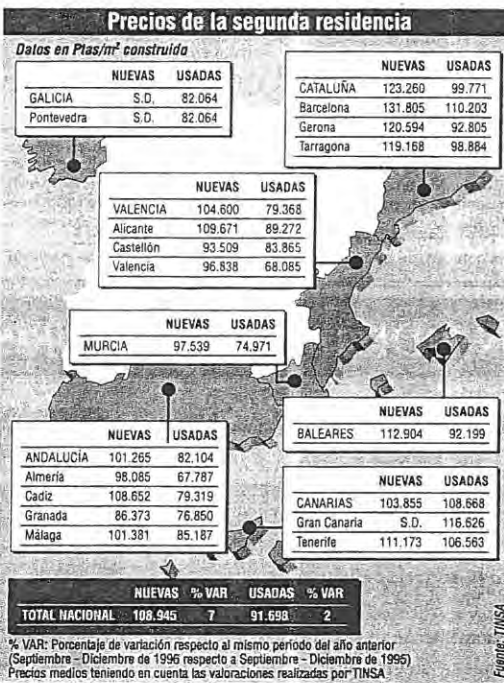 Precios de la segunda residencia
Datos en Ptas/m² construido
NUEVAS USADAS
GALICIA S.D. 82.064
Pontevedra S.D. 82.064
NUEVAS USADAS
CATALUÑA 123.260 99.771
Barcelona 131.805 110.203
Gerona 120.594 92.805
Tarragona 119.168 98.884
NUEVAS USADAS
VALENCIA 104.600 79.368
Alicante 109.671 89.272
Castellón 93.509 83.865
Valencia 96.838 68.085
NUEVAS USADAS
MURCIA 97.539 74.971
NUEVAS USADAS
BALEARES 112.904 92.199
NUEVAS USADAS
ANDALUCÍA 101.265 82.104
Almería 98.085 67.787
Cadiz 108.652 79.319
Granada 86.373 76.850
Málaga 101.381 85.187
NUEVAS USADAS
CANARIAS 103.855 108.668
Gran Canaria S.D. 116.626
Tenerife 111.173 106.563
NUEVAS % VAR USADAS % VAR
TOTAL NACIONAL 108.945 7 91.698 2
% VAR: Porcentaje de variación respecto al mismo período del año anterior
(Septiembre - Diciembre de 1996 respecto a Septiembre - Diciembre de 1995)
Precios medios teniendo en cuenta las valoraciones realizadas por TINSA
Fuente: TINSA